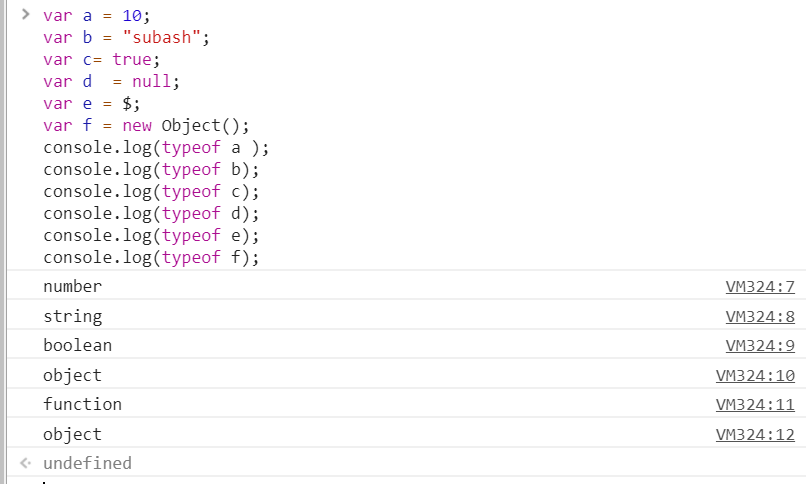 var a = 10;
var b = "subash";
var c= true;
var d  = null;
var e = $;
var f = new Object();
console.log(typeof a );
console.log(typeof b);
console.log(typeof c);
console.log(typeof d);
console.log(typeof e);
console.log(typeof f);
number VM324:7
string VM324:8
boolean VM324:9
object VM324:10
function VM324:11
object VM324:12
undefined